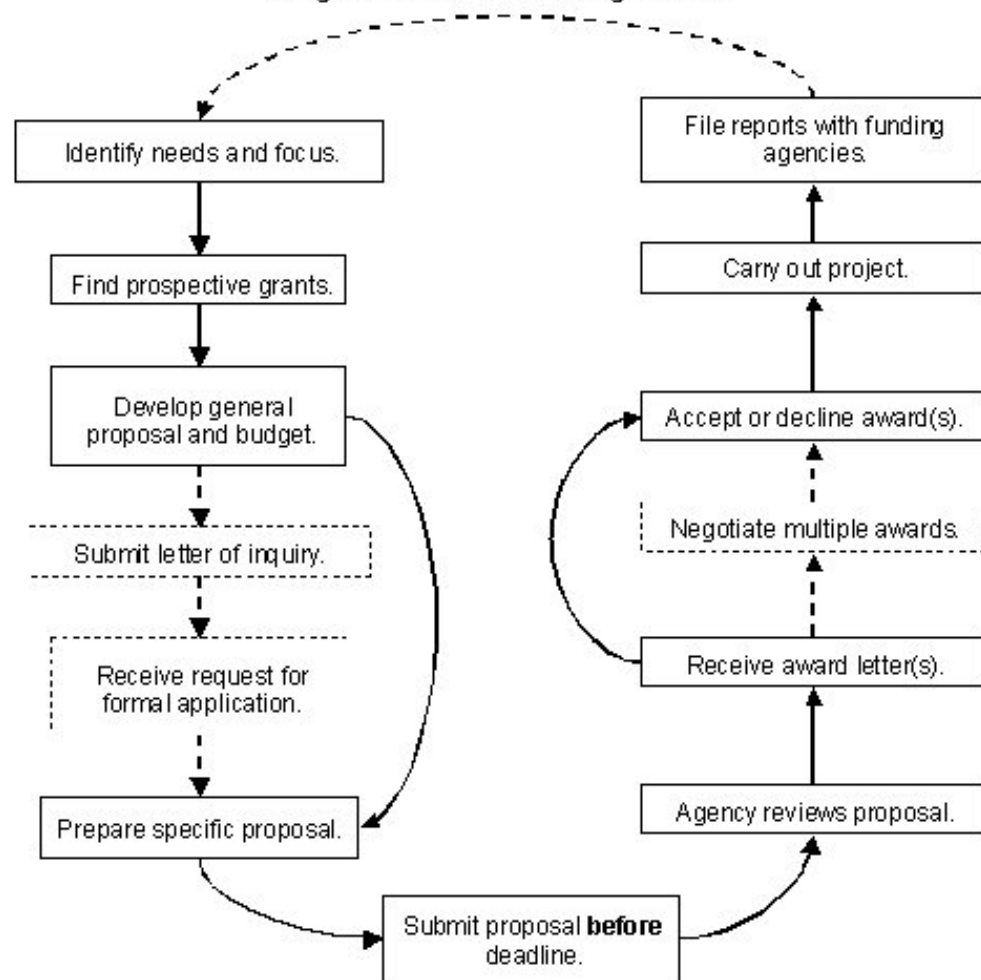 Identify needs and focus.
Find prospective grants.
Develop general
proposal and budget.
Submit letter of inquiry.
Receive request for
formal application.
Prepare specific proposal.
Submit proposal before
deadline.
Agency reviews proposal.
Receive award letter(s).
Negotiate multiple awards.
Accept or decline award(s).
Carry out project.
File reports with funding
agencies.